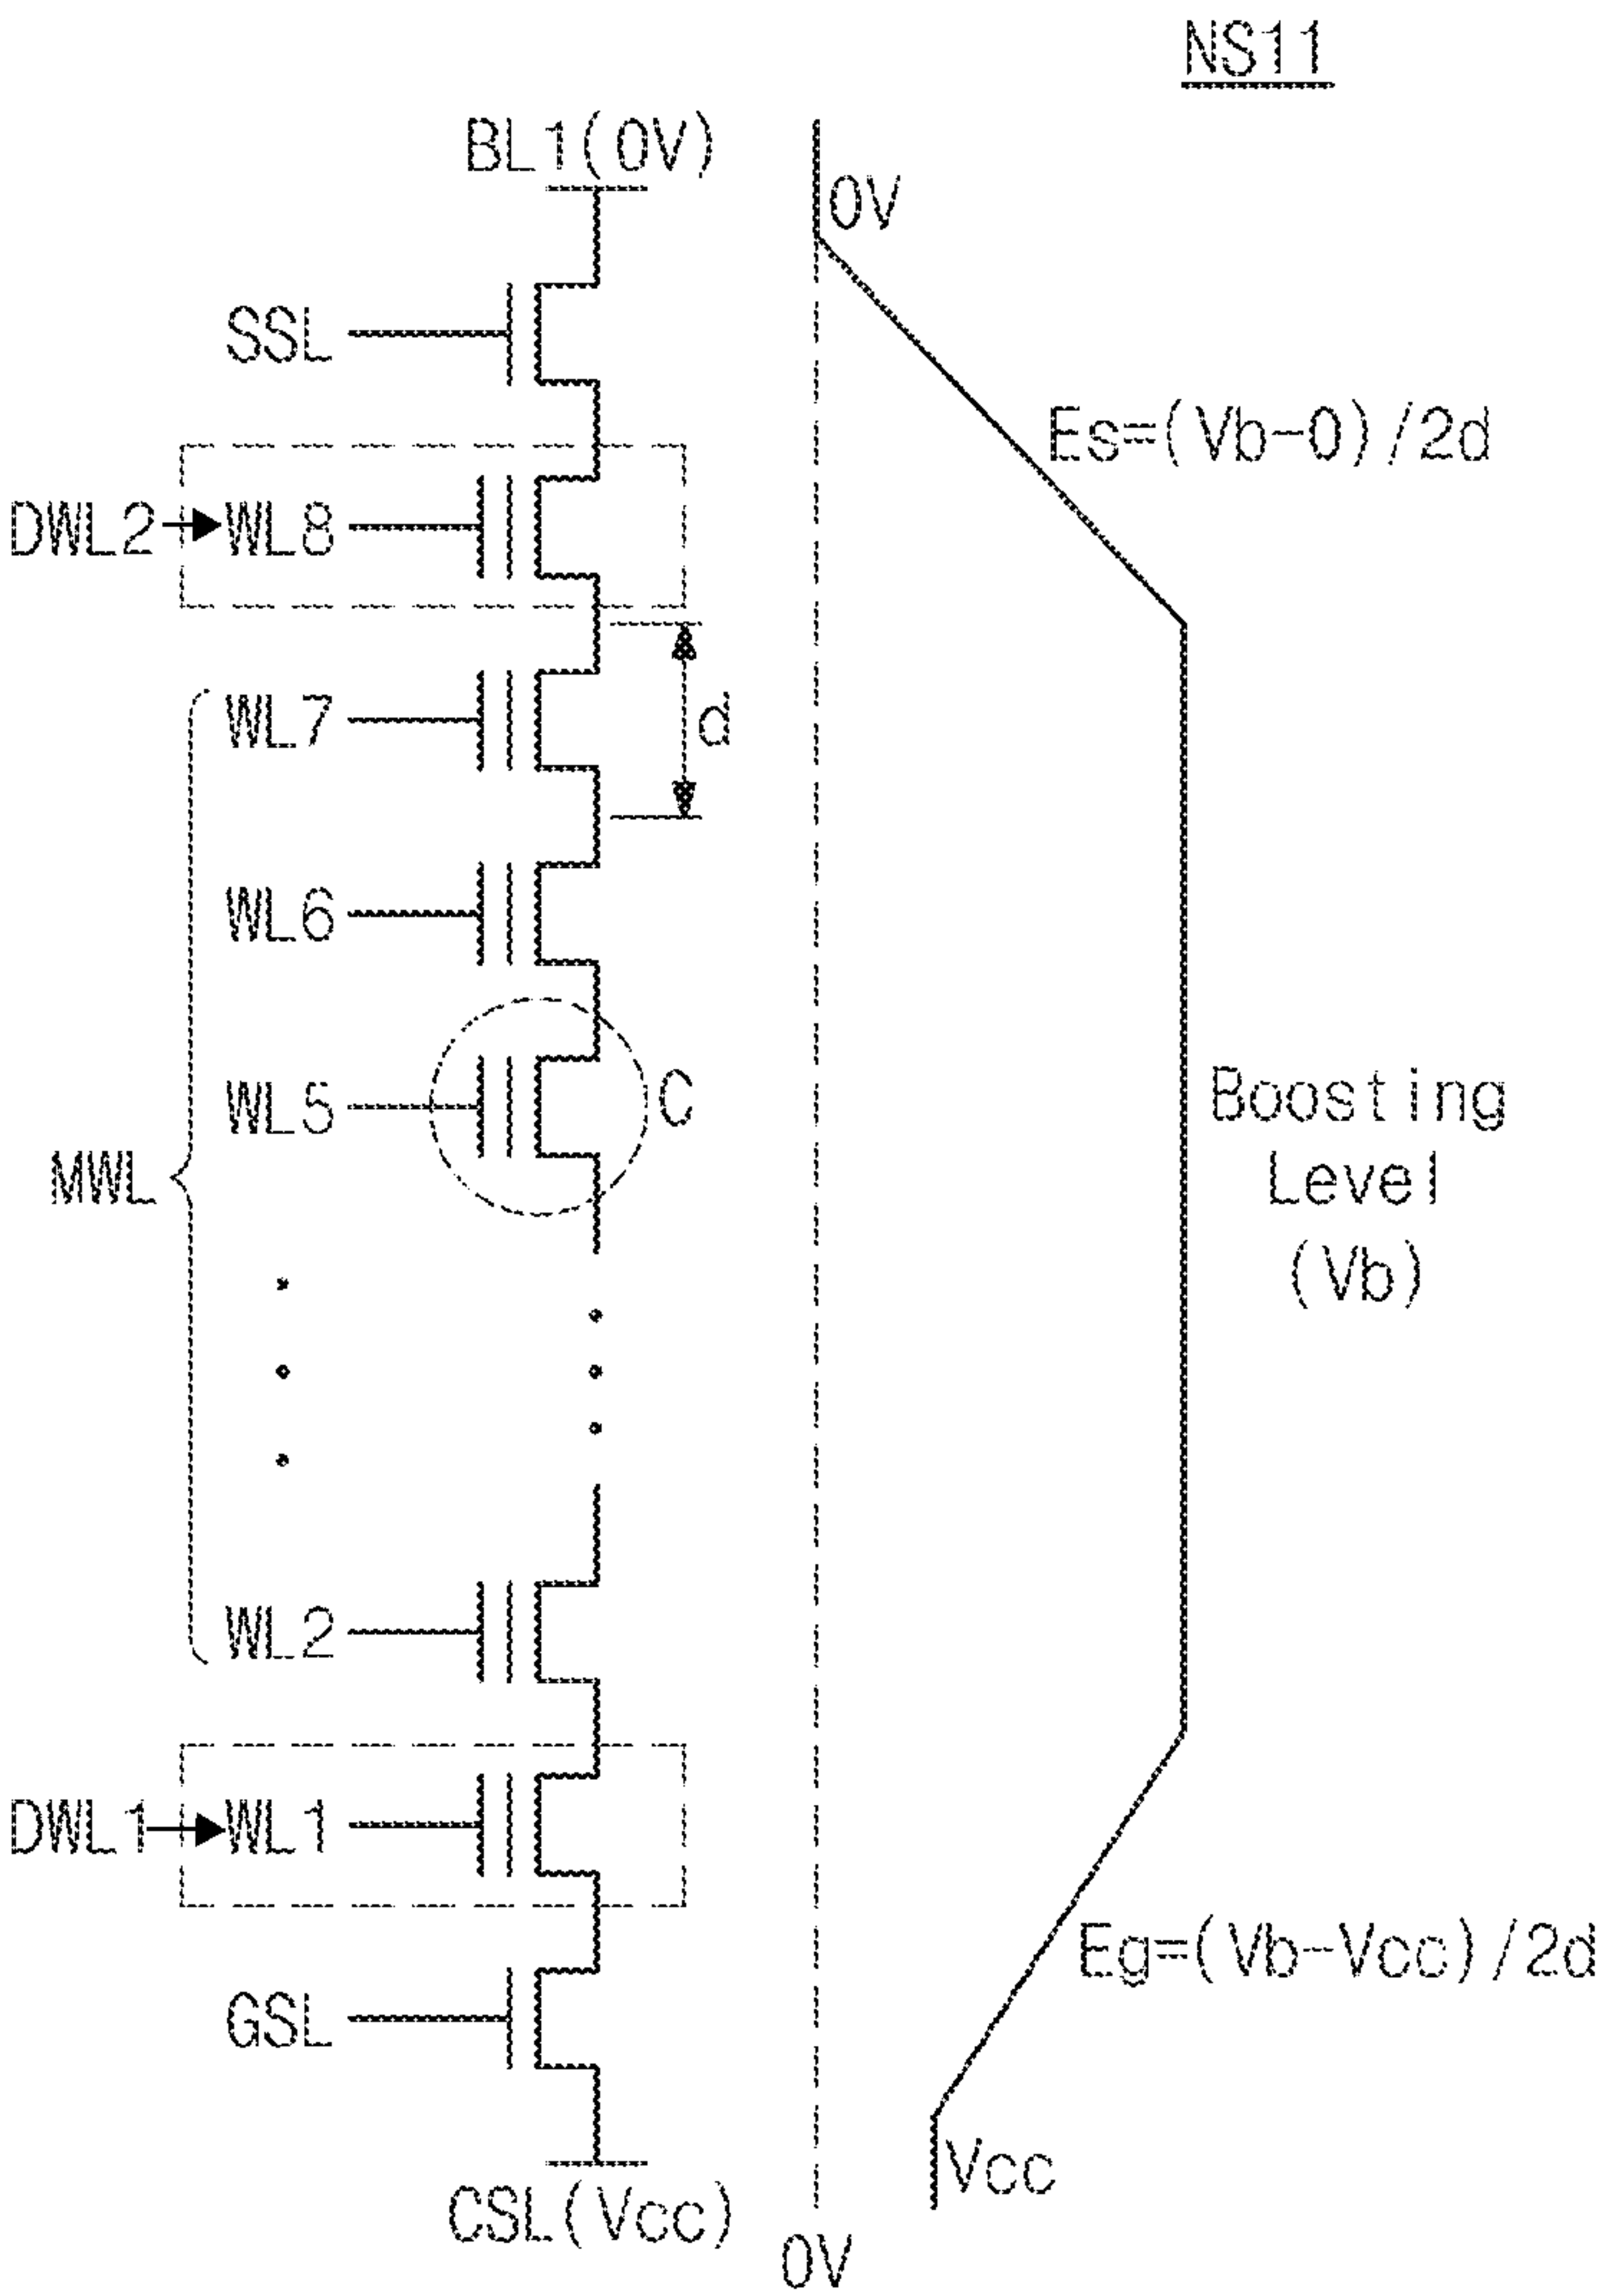 NS11
BL1(0V)
0V
SSL
Es=(Vb-0)/2d
DWL2
WL8
WL7
d
WL6
WL5
C
MWL
Boosting
Level
(Vb)
WL2
DWL1
WL1
Eg=(Vb-Vcc)/2d
GSL
Vcc
CSL(Vcc)
0V